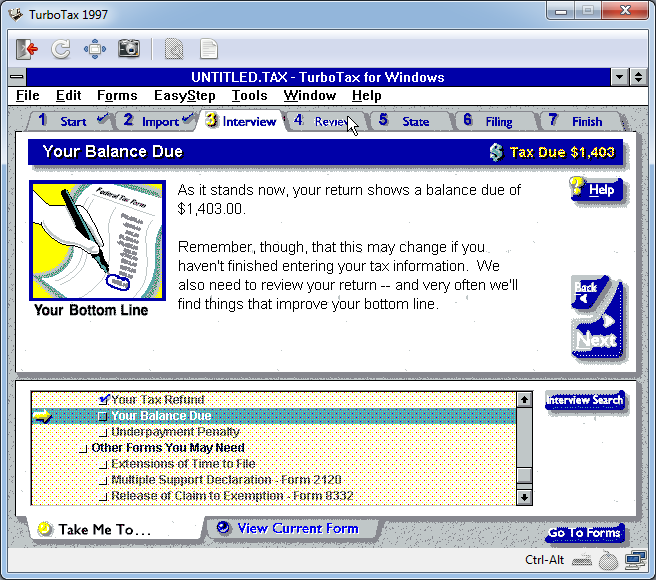 TurboTax 1997
UNTITLED.TAX - TurboTax for Windows
File Edit Forms EasyStep Tools Window Help
1 Start 2 Import 3 Interview 4 Review 5 State 6 Filing 7 Finish
Your Balance Due
$ Tax Due $1,403
Federal Tax Form
As it stands now, your return shows a balance due of
$1,403.00.
? Help
Remember, though, that this may change if you
haven't finished entering your tax information. We
also need to review your return -- and very often we'll
find things that improve your bottom line.
Back
Next
Your Bottom Line
Your Tax Refund
Your Balance Due
Underpayment Penalty
Other Forms You May Need
Extensions of Time to File
Multiple Support Declaration - Form 2120
Release of Claim to Exemption - Form 8332
Interview Search
Take Me To...
View Current Form
Go To Forms
Ctrl-Alt